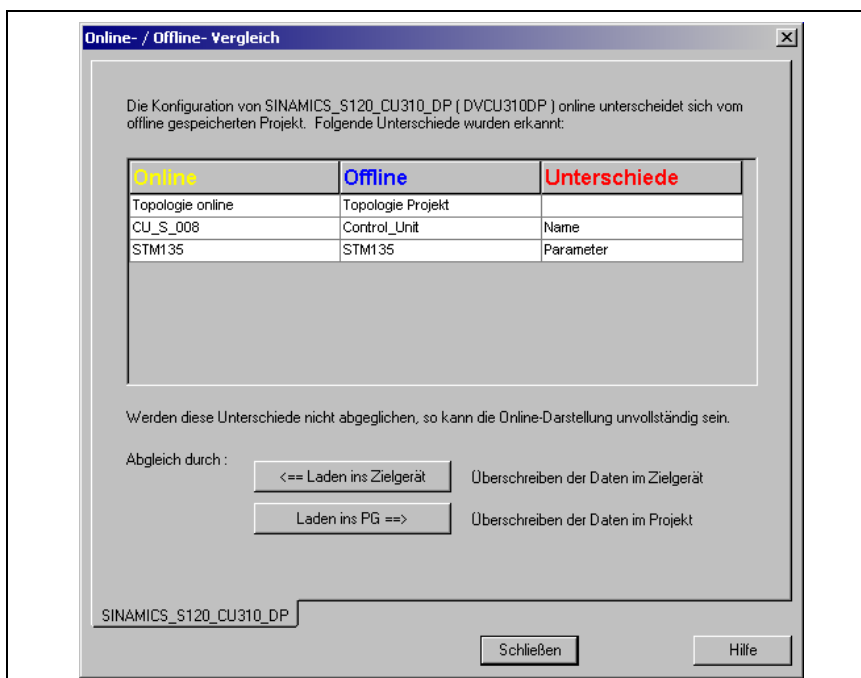 Online- / Offline- Vergleich
Die Konfiguration von SINAMICS_S120_CU310_DP ( DVCU310DP ) online unterscheidet sich vom
offline gespeicherten Projekt. Folgende Unterschiede wurden erkannt:
Online Offline Unterschiede
Topologie online Topologie Projekt
CU_S_008 Control_Unit Name
STM135 STM135 Parameter
Werden diese Unterschiede nicht abgeglichen, so kann die Online-Darstellung unvollständig sein.
Abgleich durch :
<== Laden ins Zielgerät Überschreiben der Daten im Zielgerät
Laden ins PG ==> Überschreiben der Daten im Projekt
SINAMICS_S120_CU310_DP
Schließen Hilfe